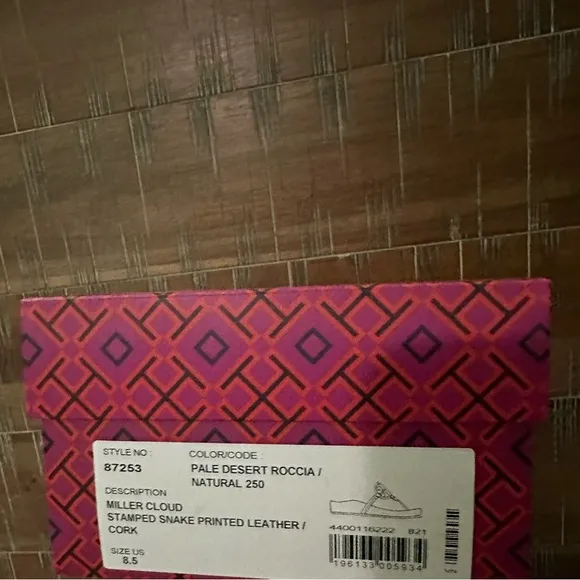 STYLE NO :
87253
COLOR/CODE :
PALE DESERT ROCCIA /
NATURAL 250
DESCRIPTION
MILLER CLOUD
STAMPED SNAKE PRINTED LEATHER /
CORK
SIZE US
8.5
4400116222 821
196133 005934
VN